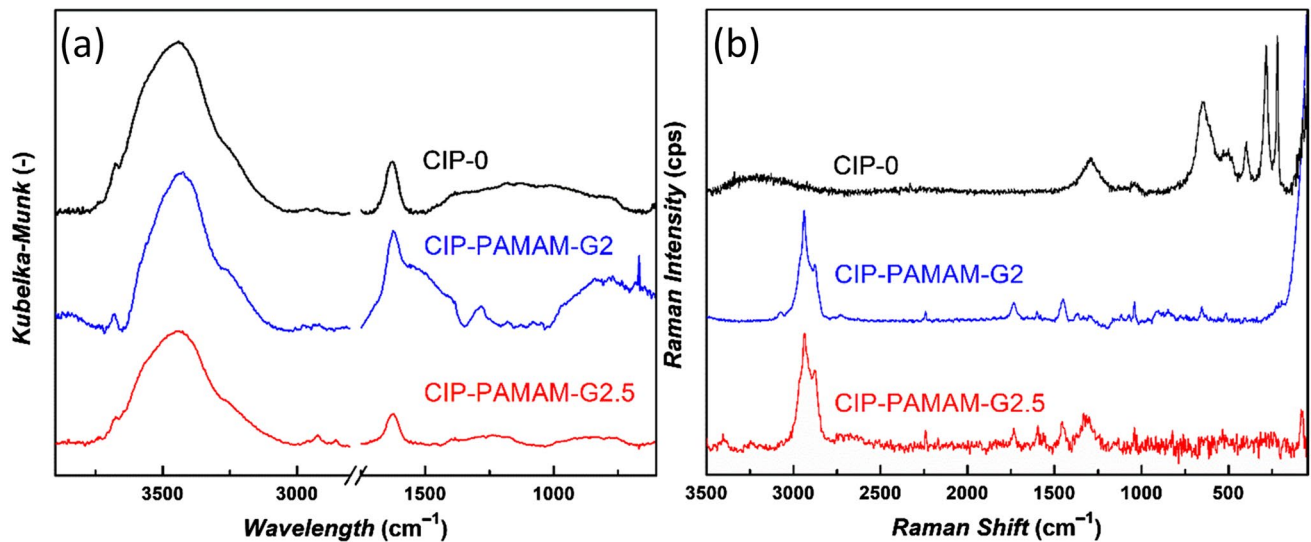 (a)
CIP-0
CIP-PAMAM-G2
CIP-PAMAM-G2.5
Kubelka-Munk (-)
3500 3000 1500 1000
Wavelength (cm⁻¹)
(b)
CIP-0
CIP-PAMAM-G2
CIP-PAMAM-G2.5
Raman Intensity (cps)
3500 3000 2500 2000 1500 1000 500
Raman Shift (cm⁻¹)